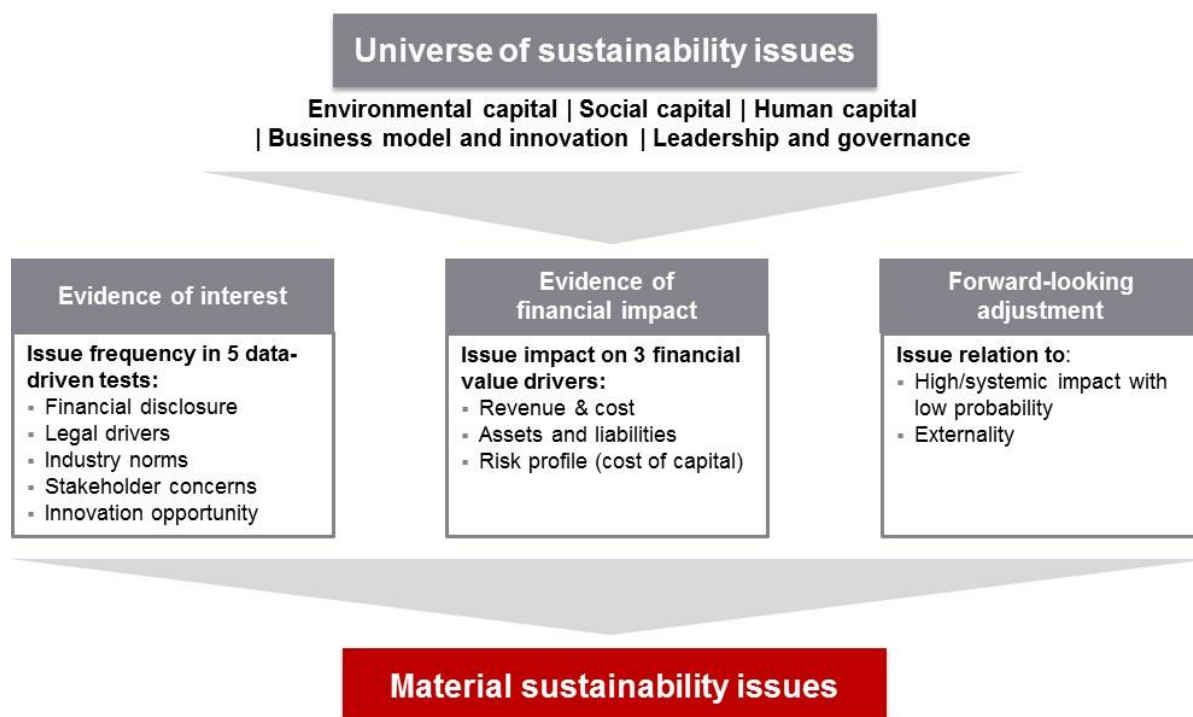 Universe of sustainability issues
Environmental capital | Social capital | Human capital
| Business model and innovation | Leadership and governance
Evidence of interest
Issue frequency in 5 data-
driven tests:
▪ Financial disclosure
▪ Legal drivers
▪ Industry norms
▪ Stakeholder concerns
▪ Innovation opportunity
Evidence of
financial impact
Issue impact on 3 financial
value drivers:
▪ Revenue & cost
▪ Assets and liabilities
▪ Risk profile (cost of capital)
Forward-looking
adjustment
Issue relation to:
▪ High/systemic impact with
low probability
▪ Externality
Material sustainability issues